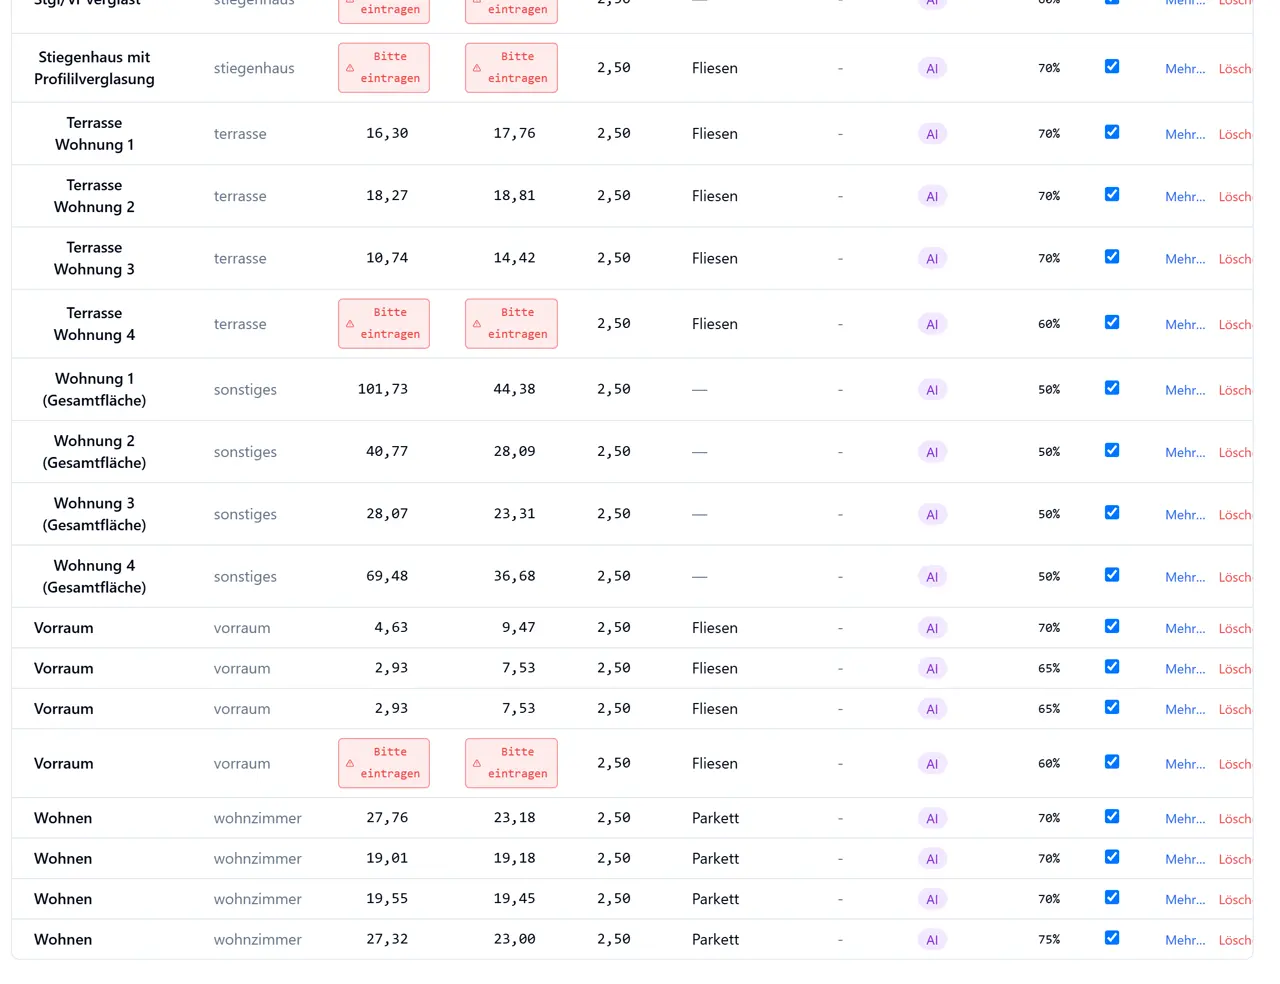 Stgl/Vr verglast stiegenhaus eintragen eintragen 2,50 — AI 60% Mehr... Lösch
Stiegenhaus mit
Profililverglasung stiegenhaus Bitte eintragen Bitte eintragen 2,50 Fliesen - AI 70% Mehr... Lösch
Terrasse
Wohnung 1 terrasse 16,30 17,76 2,50 Fliesen - AI 70% Mehr... Lösch
Terrasse
Wohnung 2 terrasse 18,27 18,81 2,50 Fliesen - AI 70% Mehr... Lösch
Terrasse
Wohnung 3 terrasse 10,74 14,42 2,50 Fliesen - AI 70% Mehr... Lösch
Terrasse
Wohnung 4 terrasse Bitte eintragen Bitte eintragen 2,50 Fliesen - AI 60% Mehr... Lösch
Wohnung 1
(Gesamtfläche) sonstiges 101,73 44,38 2,50 — - AI 50% Mehr... Lösch
Wohnung 2
(Gesamtfläche) sonstiges 40,77 28,09 2,50 — - AI 50% Mehr... Lösch
Wohnung 3
(Gesamtfläche) sonstiges 28,07 23,31 2,50 — - AI 50% Mehr... Lösch
Wohnung 4
(Gesamtfläche) sonstiges 69,48 36,68 2,50 — - AI 50% Mehr... Lösch
Vorraum vorraum 4,63 9,47 2,50 Fliesen - AI 70% Mehr... Lösch
Vorraum vorraum 2,93 7,53 2,50 Fliesen - AI 65% Mehr... Lösch
Vorraum vorraum 2,93 7,53 2,50 Fliesen - AI 65% Mehr... Lösch
Vorraum vorraum Bitte eintragen Bitte eintragen 2,50 Fliesen - AI 60% Mehr... Lösch
Wohnen wohnzimmer 27,76 23,18 2,50 Parkett - AI 70% Mehr... Lösch
Wohnen wohnzimmer 19,01 19,18 2,50 Parkett - AI 70% Mehr... Lösch
Wohnen wohnzimmer 19,55 19,45 2,50 Parkett - AI 70% Mehr... Lösch
Wohnen wohnzimmer 27,32 23,00 2,50 Parkett - AI 75% Mehr... Lösch